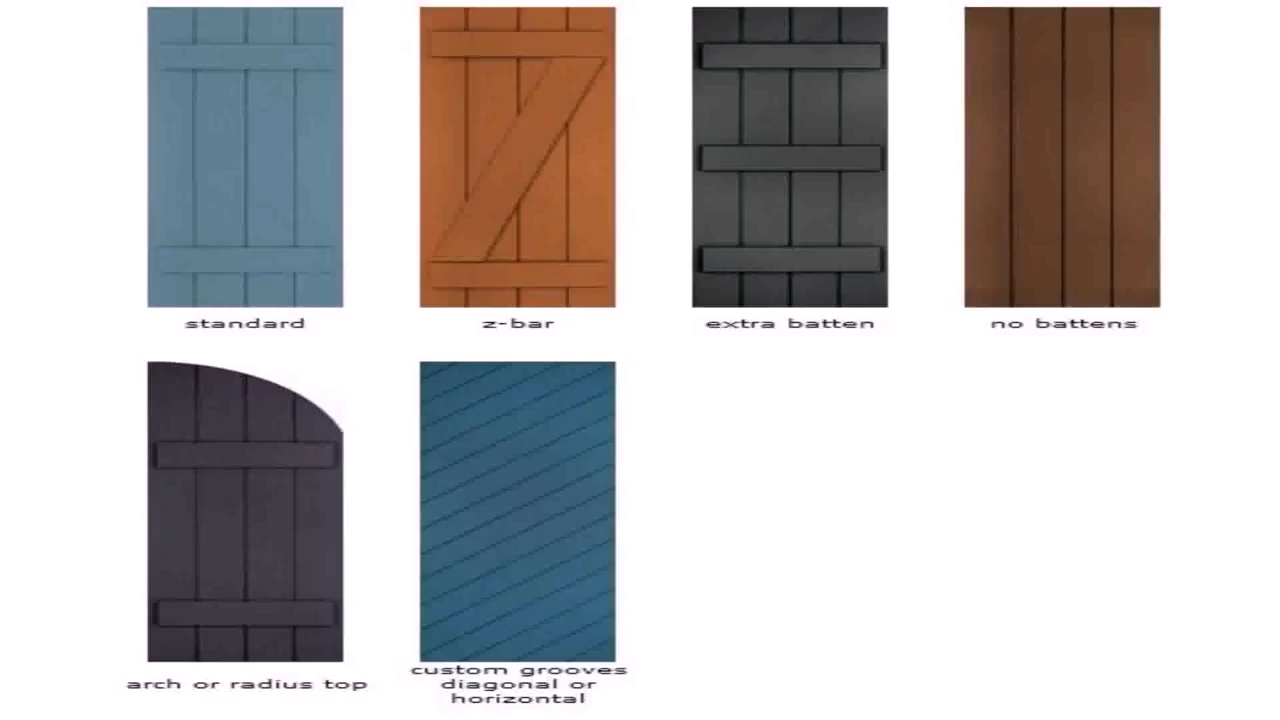 standard
z-bar
extra batten
no battens
arch or radius top
custom grooves
diagonal or
horizontal